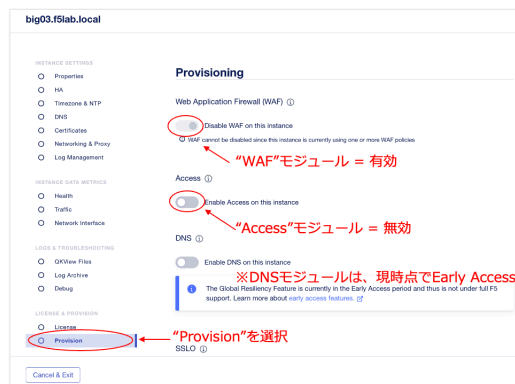 big03.f5lab.local
INSTANCE SETTINGS
Properties
HA
Timezone & NTP
DNS
Certificates
Networking & Proxy
Log Management
INSTANCE DATA METRICS
Health
Traffic
Network Interface
LOGS & TROUBLESHOOTING
QKView Files
Log Archive
Debug
LICENSE & PROVISION
License
Provision
Cancel & Exit
Provisioning
Web Application Firewall (WAF)
Disable WAF on this instance
WAF cannot be disabled since this instance is currently using one or more WAF policies
“WAF”モジュール = 有効
Access
Enable Access on this instance
“Access”モジュール = 無効
DNS
Enable DNS on this instance
※DNSモジュールは、現時点でEarly Access
The Global Resiliency Feature is currently in the Early Access period and thus is not under full F5
support. Learn more about early access features.
“Provision”を選択
SSLO